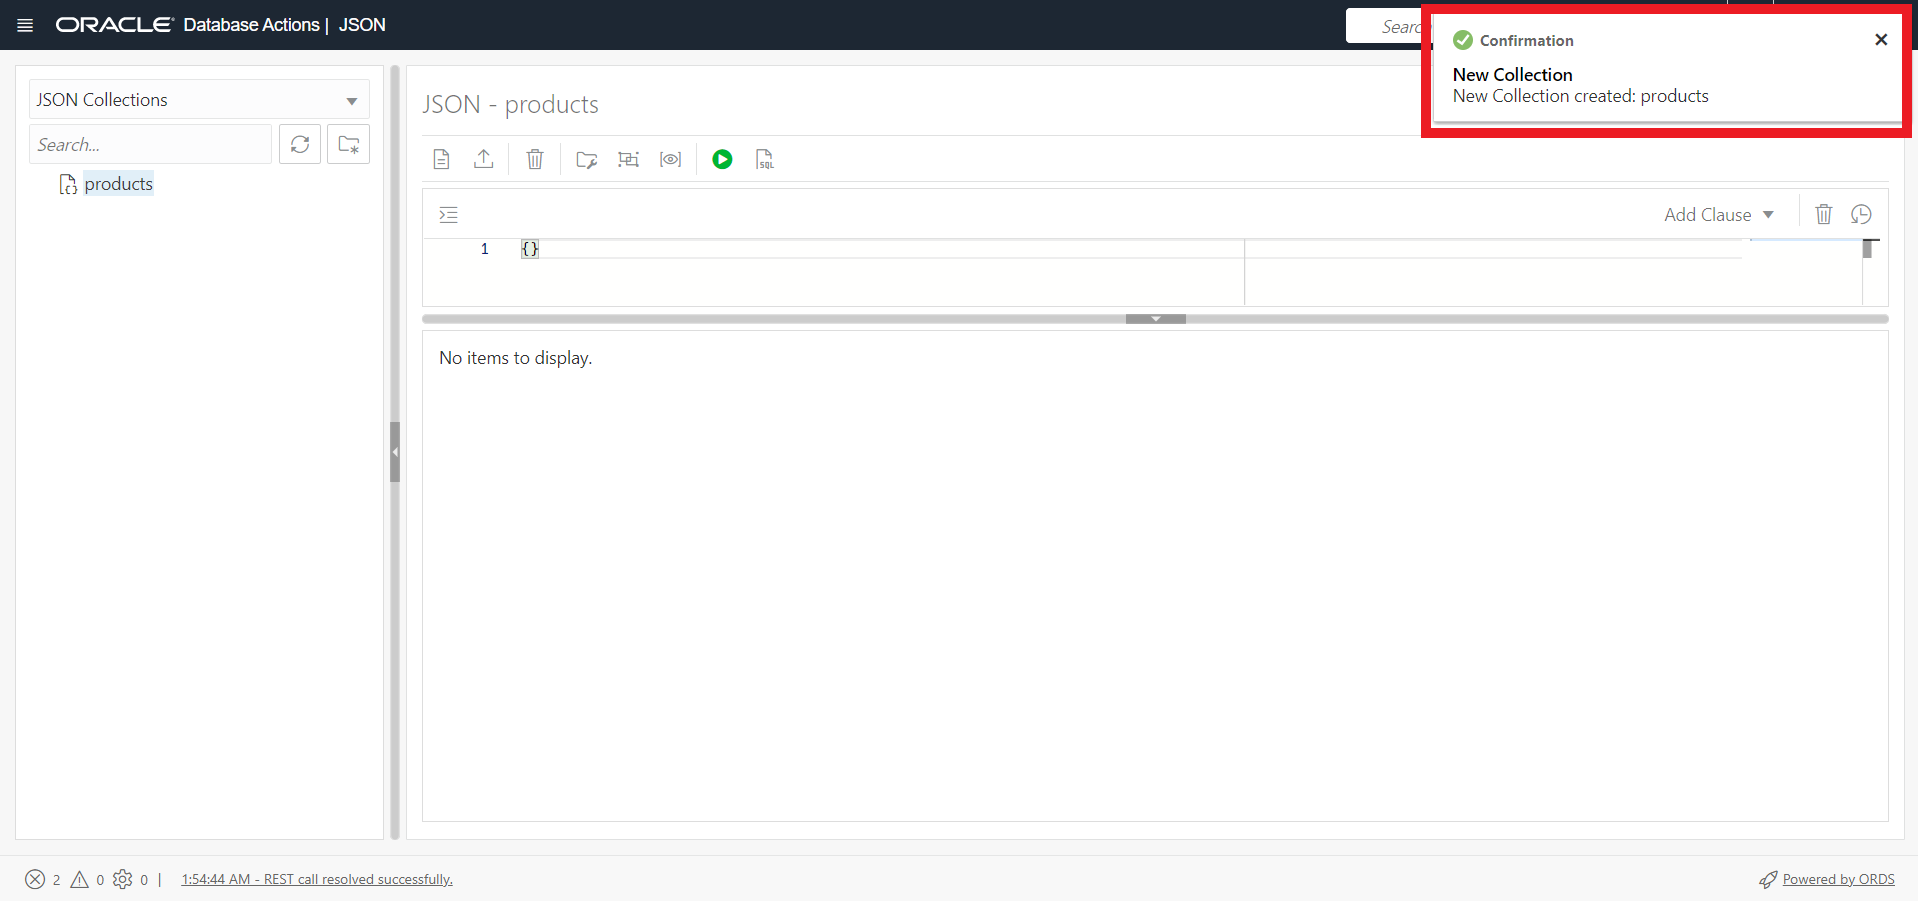 ORACLE Database Actions | JSON
Searc
Confirmation
New Collection
New Collection created: products
JSON Collections
Search...
products
JSON - products
SQL
Add Clause
1 {}
No items to display.
2 0 0 | 1:54:44 AM - REST call resolved successfully.
Powered by ORDS